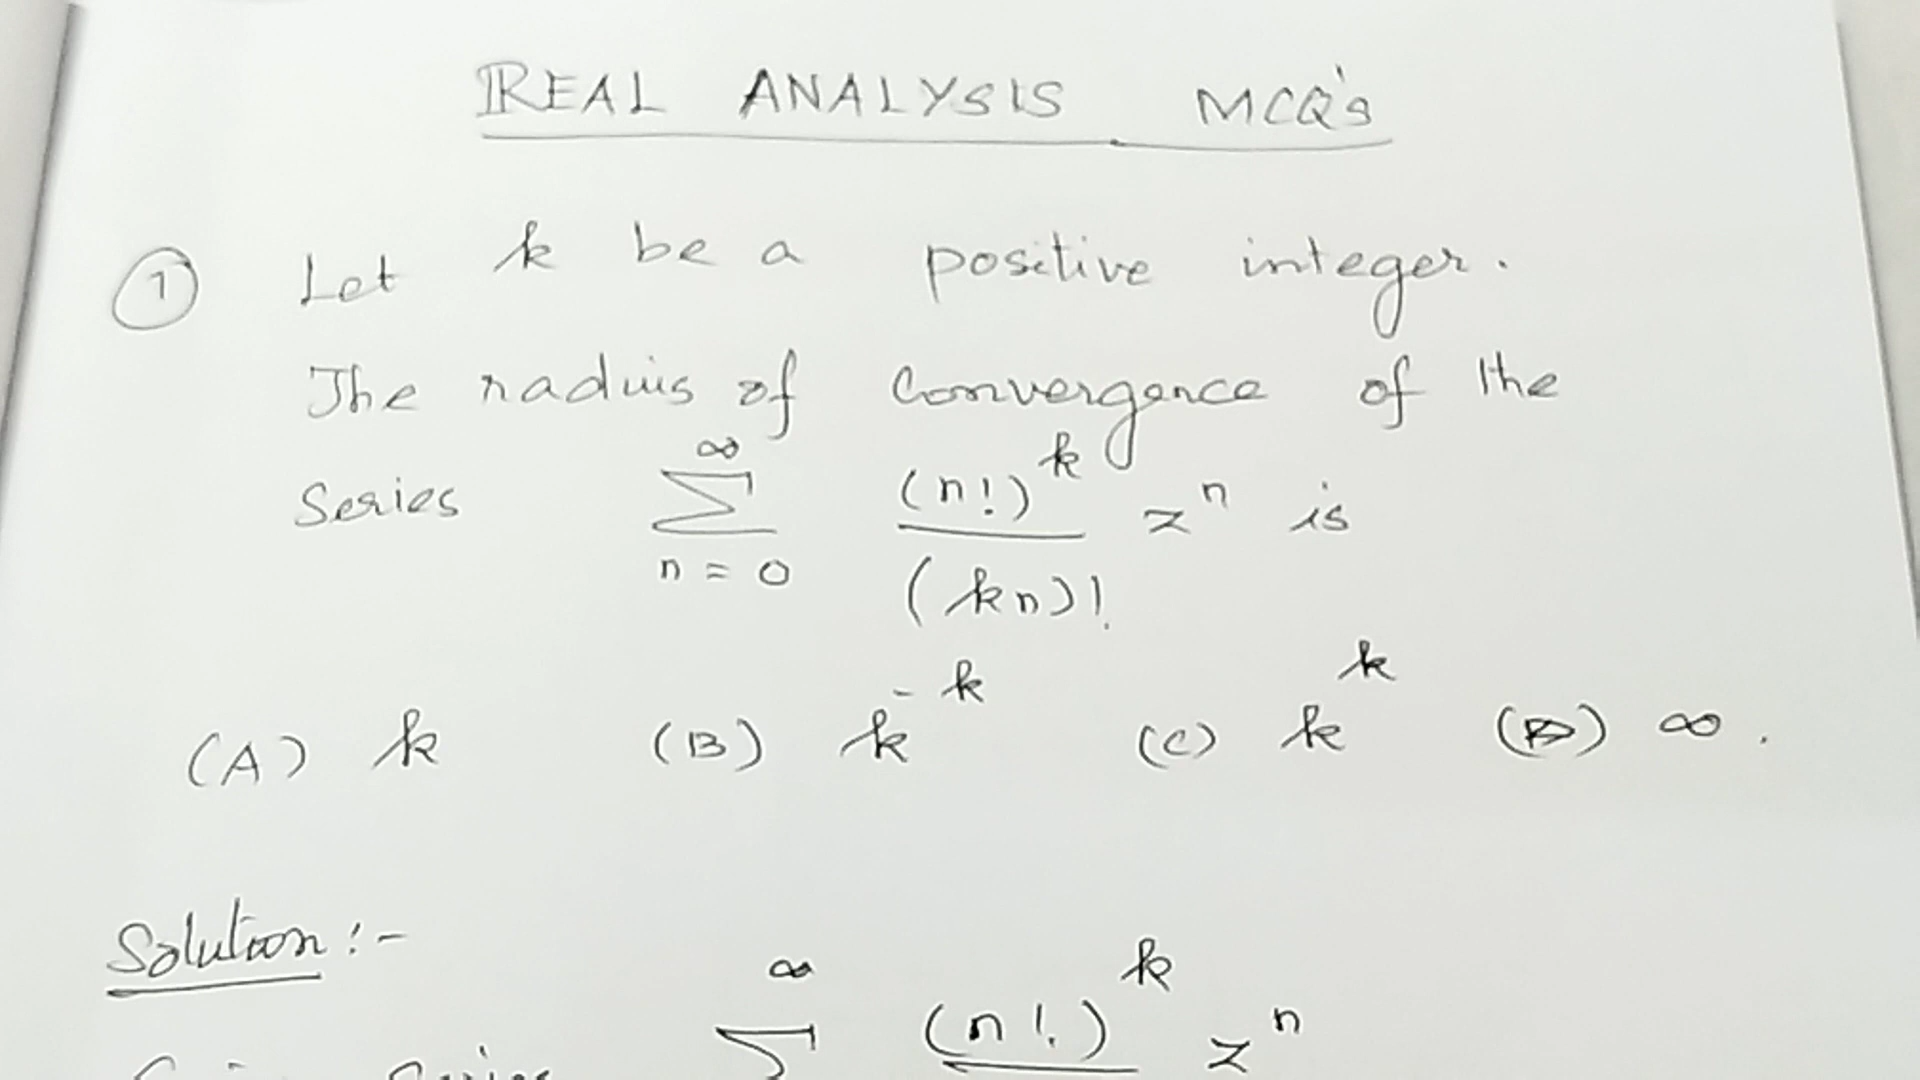 REAL ANALYSIS MCQ's
① Let k be a positive integer.
The radius of Convergence of the
Series ∑_{n=0}^{∞} (n!)^k / (kn)! z^n is
(A) k (B) k^{-k} (C) k^k (D) ∞.
Solution :-
series ∑^{∞} (n!)^k z^n